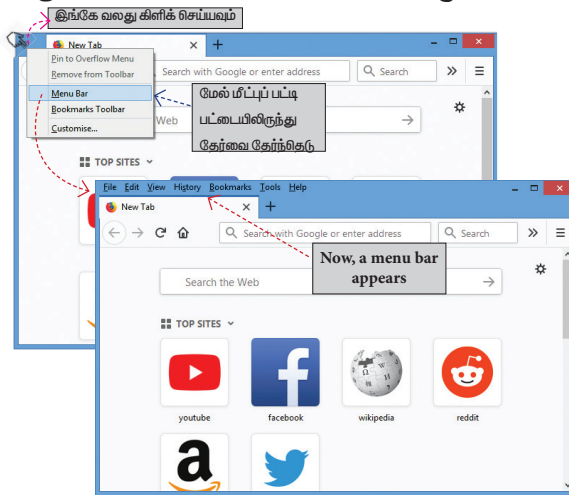 இங்கே வலது கிளிக் செய்யவும்
New Tab
Pin to Overflow Menu
Remove from Toolbar
Menu Bar
Bookmarks Toolbar
Customise...
Search with Google or enter address
Search
மேல் மீட்புப் பட்டி
பட்டையிலிருந்து
தேர்வை தேர்ந்தெடு
Web
TOP SITES
File Edit View History Bookmarks Tools Help
New Tab
Search with Google or enter address
Search
Now, a menu bar
appears
Search the Web
TOP SITES
youtube facebook wikipedia reddit